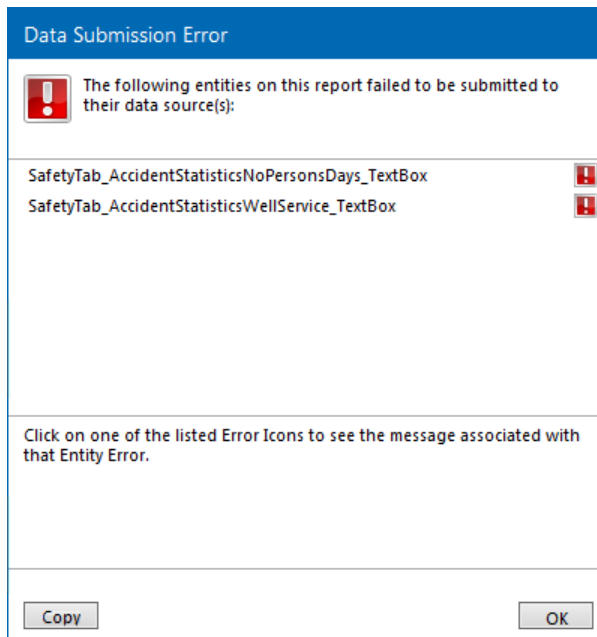 Data Submission Error
The following entities on this report failed to be submitted to
their data source(s):
SafetyTab_AccidentStatisticsNoPersonsDays_TextBox
SafetyTab_AccidentStatisticsWellService_TextBox
Click on one of the listed Error Icons to see the message associated with
that Entity Error.
Copy
OK